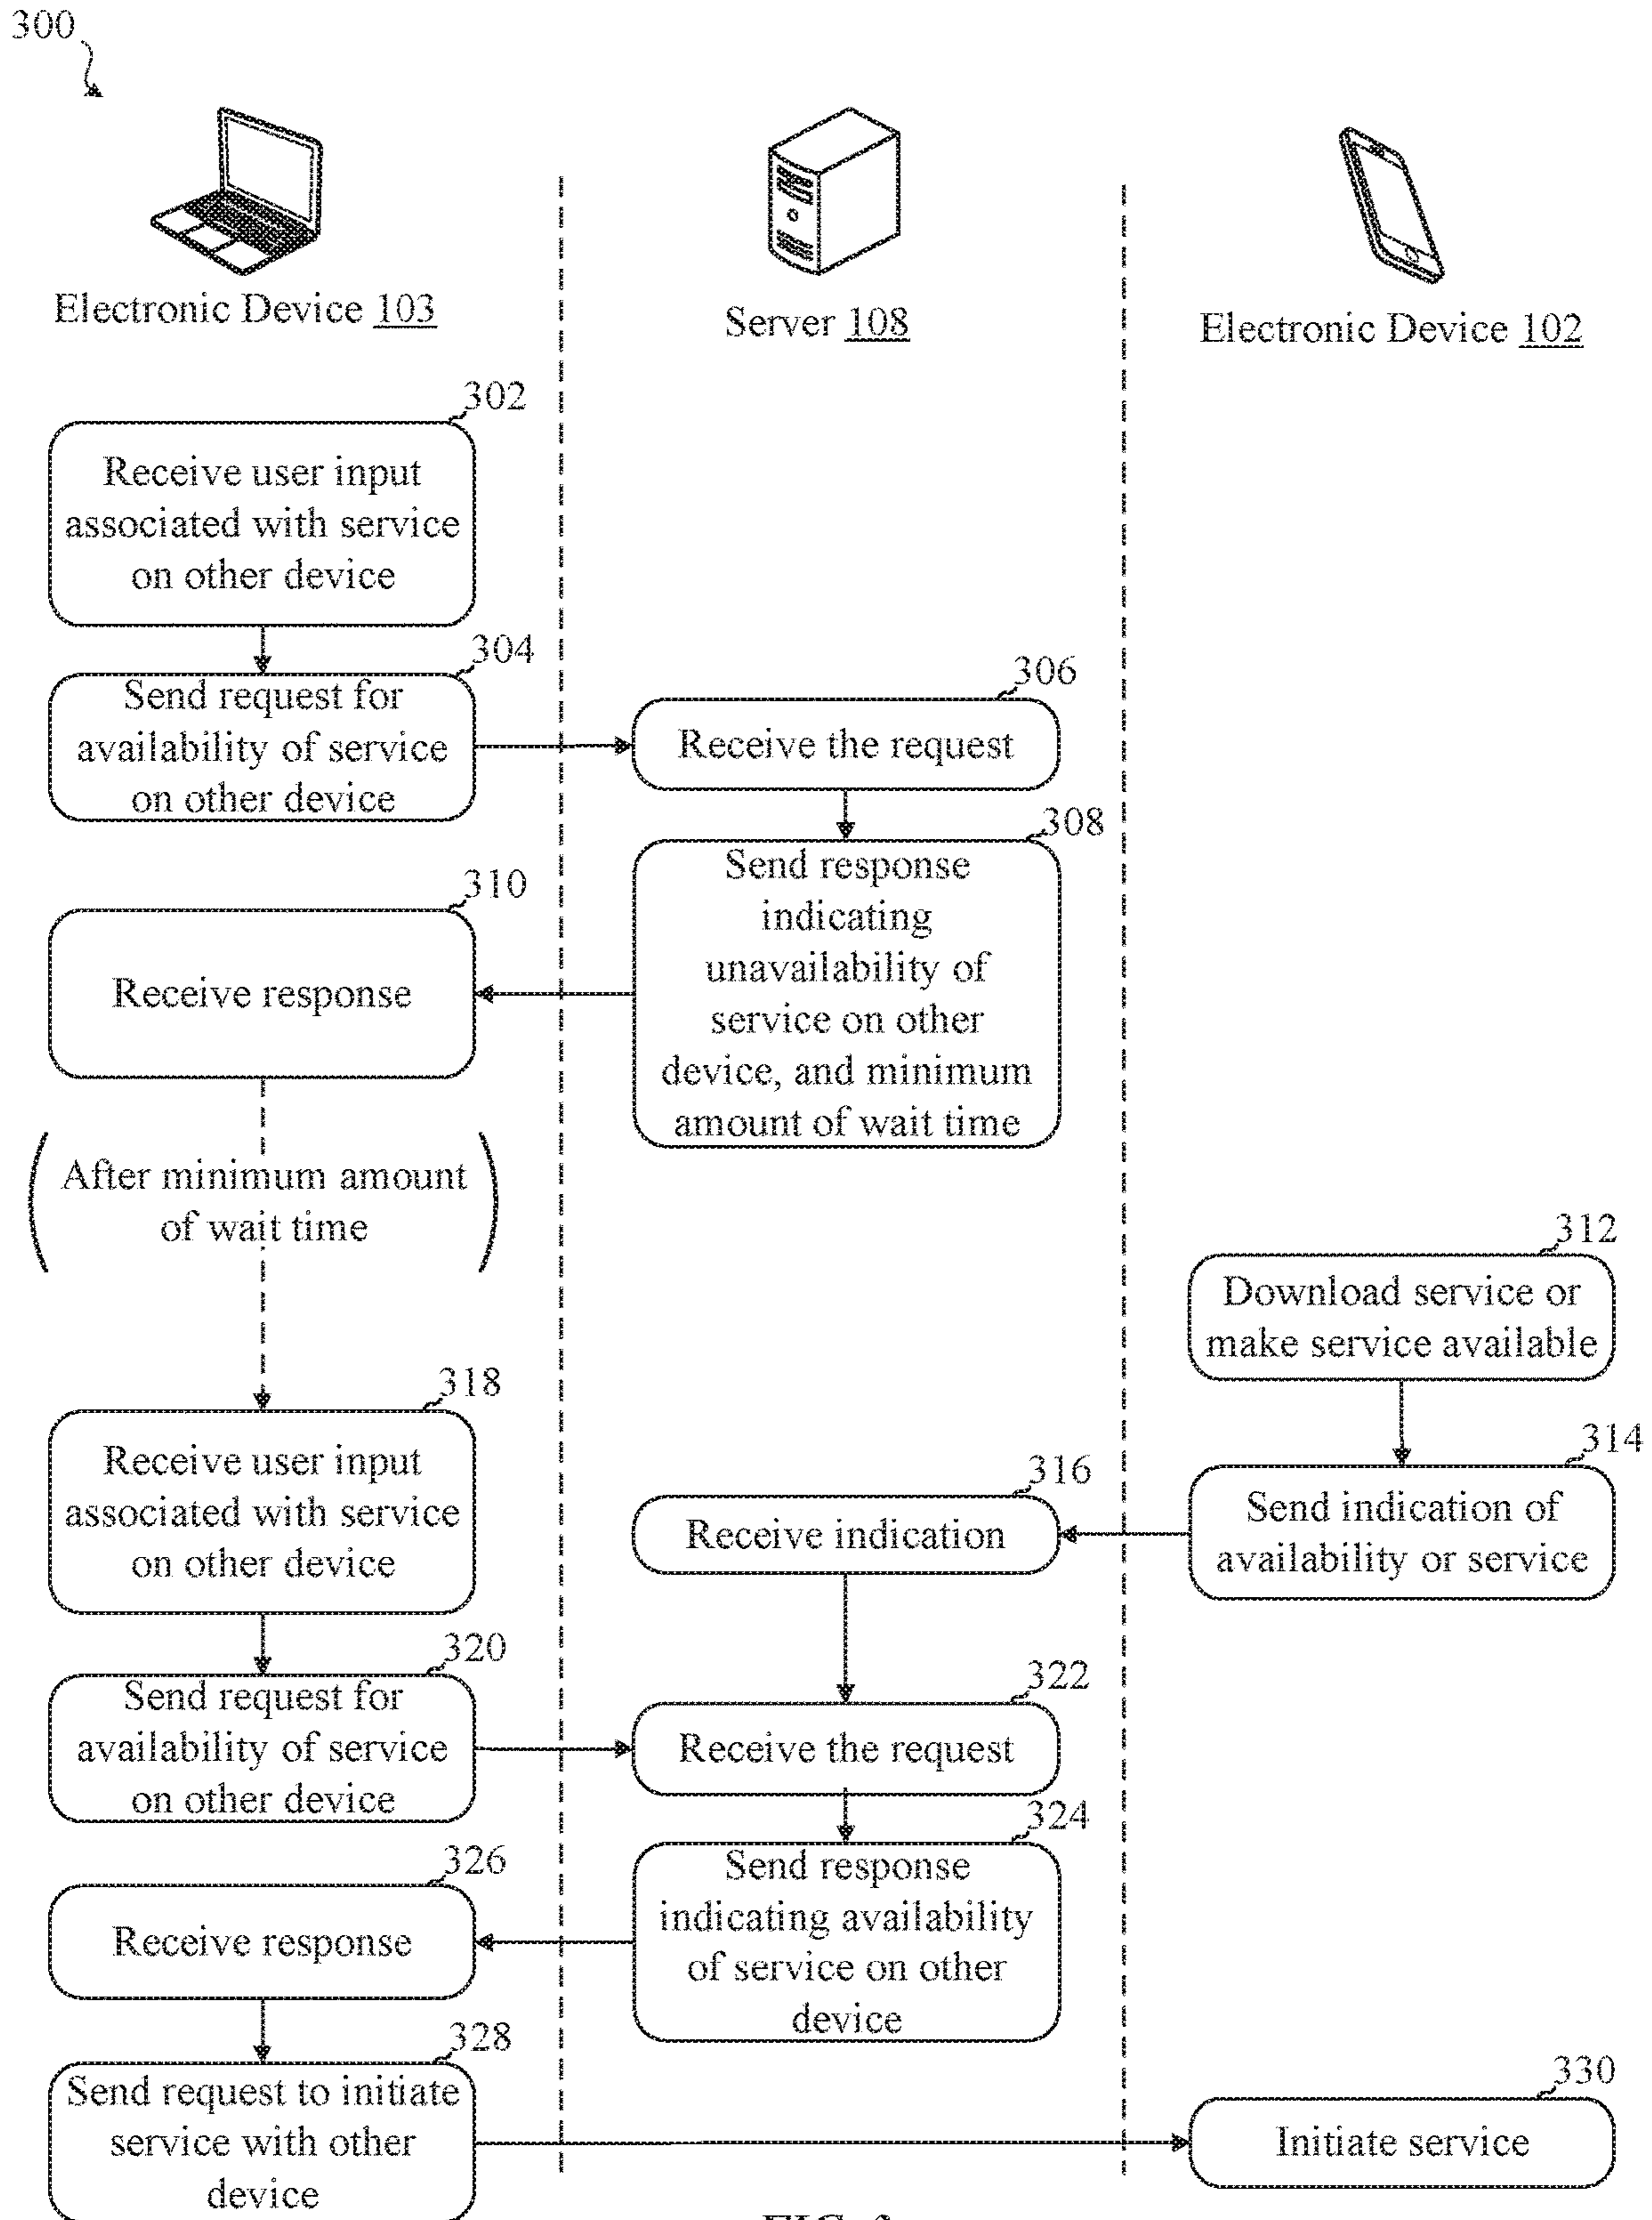 300
Electronic Device 103
Server 108
Electronic Device 102
302
Receive user input
associated with service
on other device
304
Send request for
availability of service
on other device
306
Receive the request
308
Send response
indicating
unavailability of
service on other
device, and minimum
amount of wait time
310
Receive response
After minimum amount
of wait time
312
Download service or
make service available
314
Send indication of
availability or service
316
Receive indication
318
Receive user input
associated with service
on other device
320
Send request for
availability of service
on other device
322
Receive the request
324
Send response
indicating availability
of service on other
device
326
Receive response
328
Send request to initiate
service with other
device
330
Initiate service